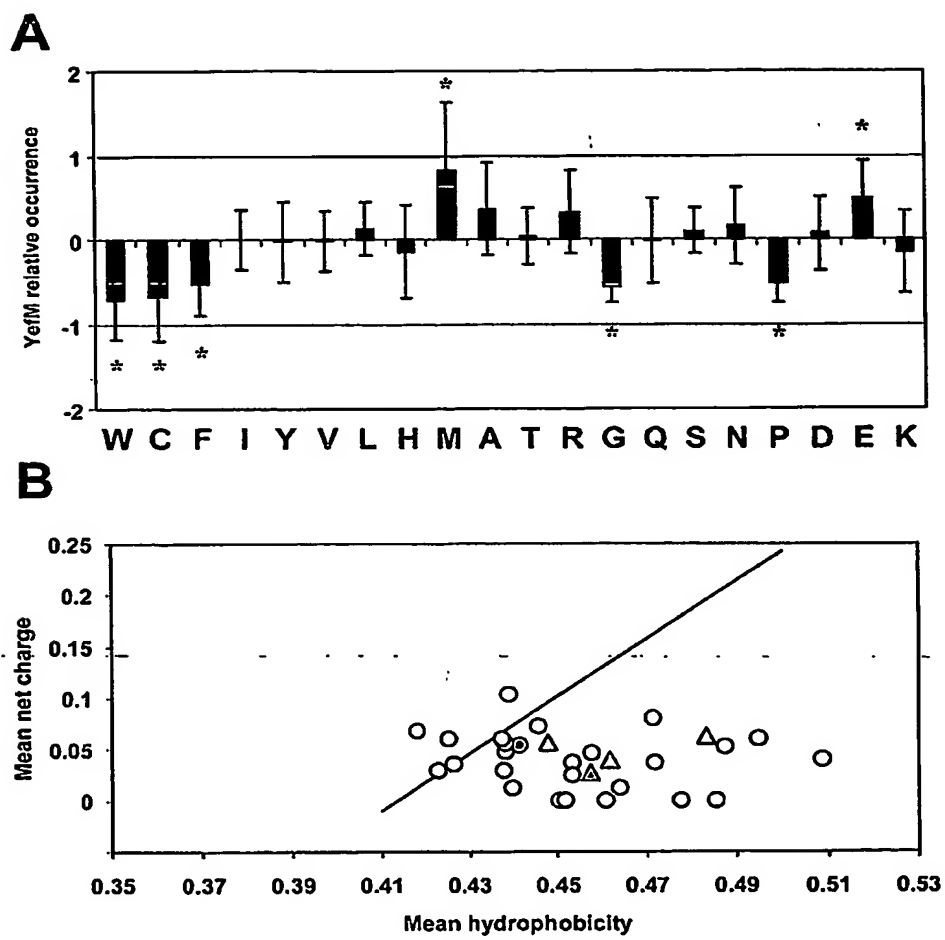 A
YefM relative occurrence
2
1
0
-1
-2
* * * * * * *
W C F I Y V L H M A T R G Q S N P D E K
B
Mean net charge
0.25
0.2
0.15
0.1
0.05
0
0.35 0.37 0.39 0.41 0.43 0.45 0.47 0.49 0.51 0.53
Mean hydrophobicity